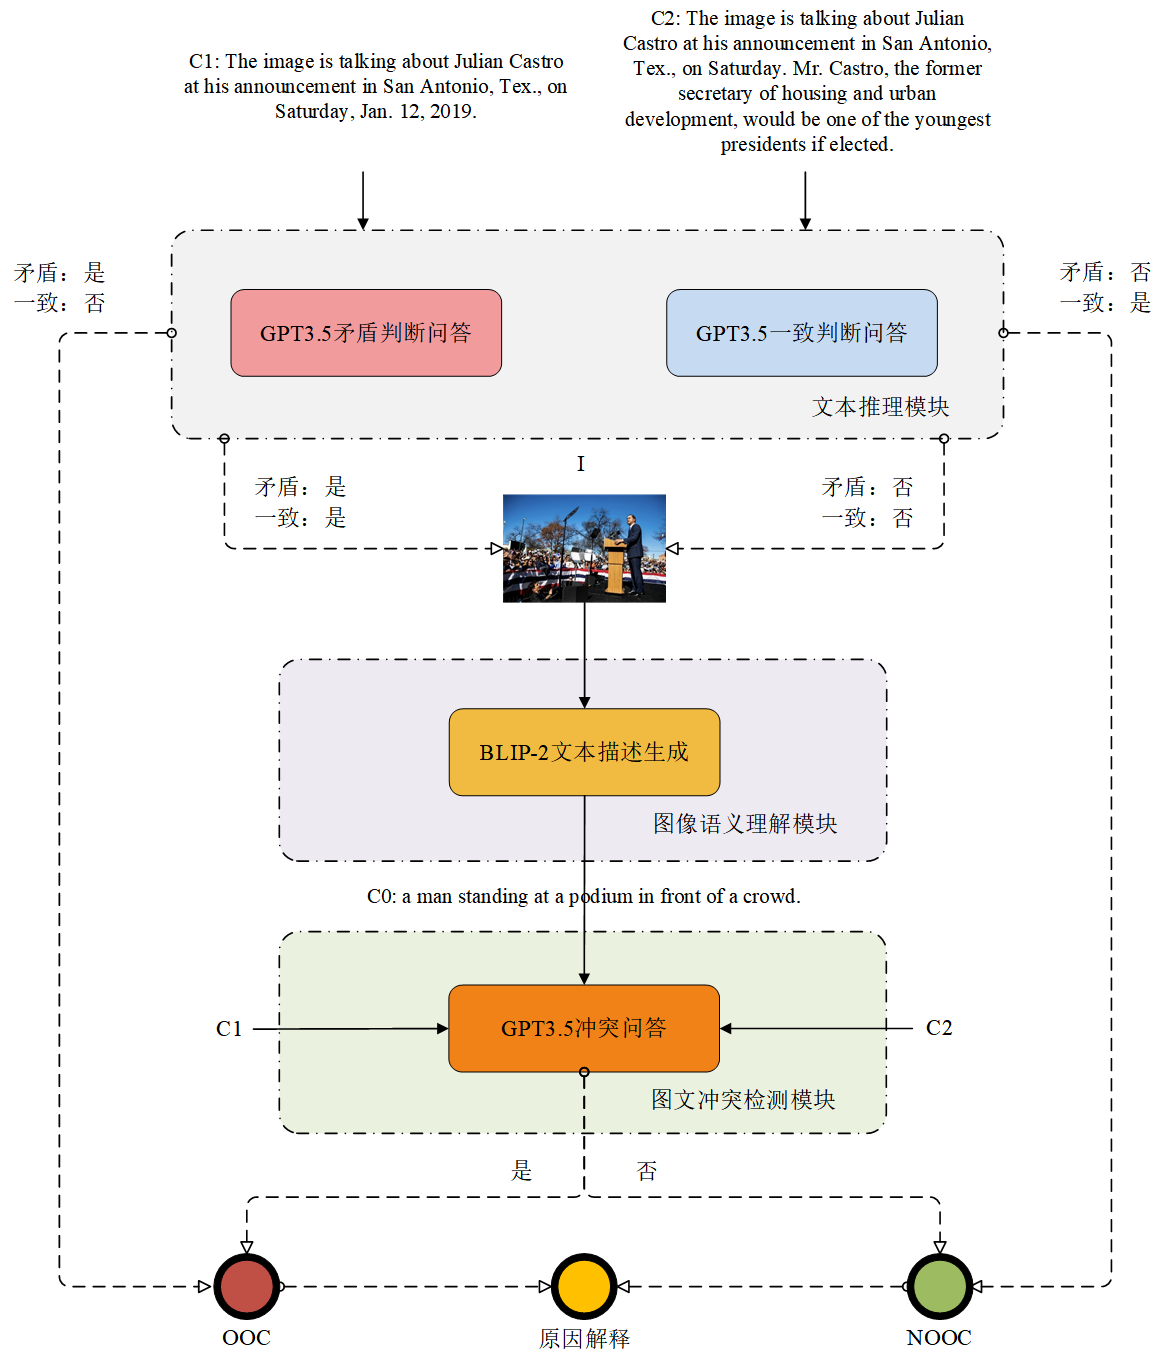 C1: The image is talking about Julian Castro
at his announcement in San Antonio, Tex., on
Saturday, Jan. 12, 2019.
C2: The image is talking about Julian
Castro at his announcement in San Antonio,
Tex., on Saturday. Mr. Castro, the former
secretary of housing and urban
development, would be one of the youngest
presidents if elected.
矛盾：是
一致：否
矛盾：否
一致：是
GPT3.5矛盾判断问答
GPT3.5一致判断问答
文本推理模块
I
矛盾：是
一致：是
矛盾：否
一致：否
BLIP-2文本描述生成
图像语义理解模块
C0: a man standing at a podium in front of a crowd.
C1
GPT3.5冲突问答
C2
图文冲突检测模块
是
否
OOC
原因解释
NOOC